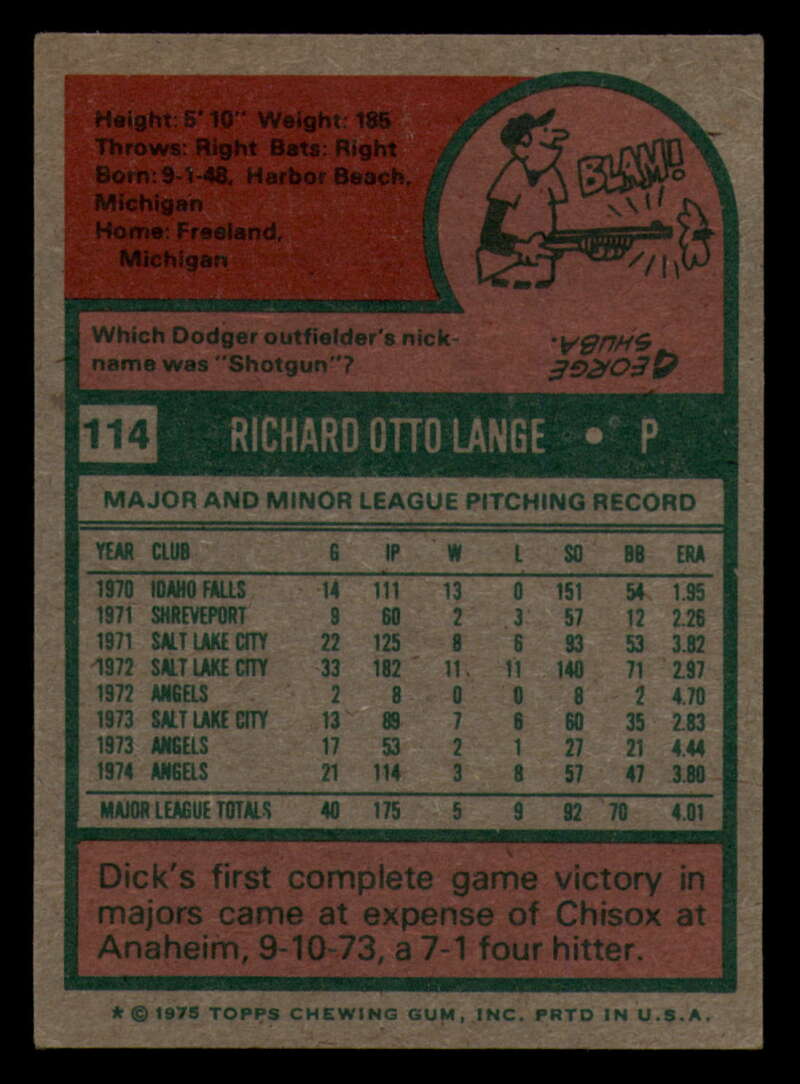 Height: 5' 10" Weight: 185
Throws: Right Bats: Right
Born: 9-1-48, Harbor Beach,
Michigan
Home: Freeland,
Michigan
BLAM!
Which Dodger outfielder's nick-
name was "Shotgun"?
GEORGE
SHUBA.
114 RICHARD OTTO LANGE • P
MAJOR AND MINOR LEAGUE PITCHING RECORD
YEAR CLUB G IP W L SO BB ERA
1970 IDAHO FALLS 14 111 13 0 151 54 1.95
1971 SHREVEPORT 9 60 2 3 57 12 2.26
1971 SALT LAKE CITY 22 125 8 6 93 53 3.82
1972 SALT LAKE CITY 33 182 11 11 140 71 2.97
1972 ANGELS 2 8 0 0 8 2 4.70
1973 SALT LAKE CITY 13 89 7 6 60 35 2.83
1973 ANGELS 17 53 2 1 27 21 4.44
1974 ANGELS 21 114 3 8 57 47 3.80
MAJOR LEAGUE TOTALS 40 175 5 9 92 70 4.01
Dick's first complete game victory in
majors came at expense of Chisox at
Anaheim, 9-10-73, a 7-1 four hitter.
* © 1975 TOPPS CHEWING GUM, INC. PRTD IN U.S.A.